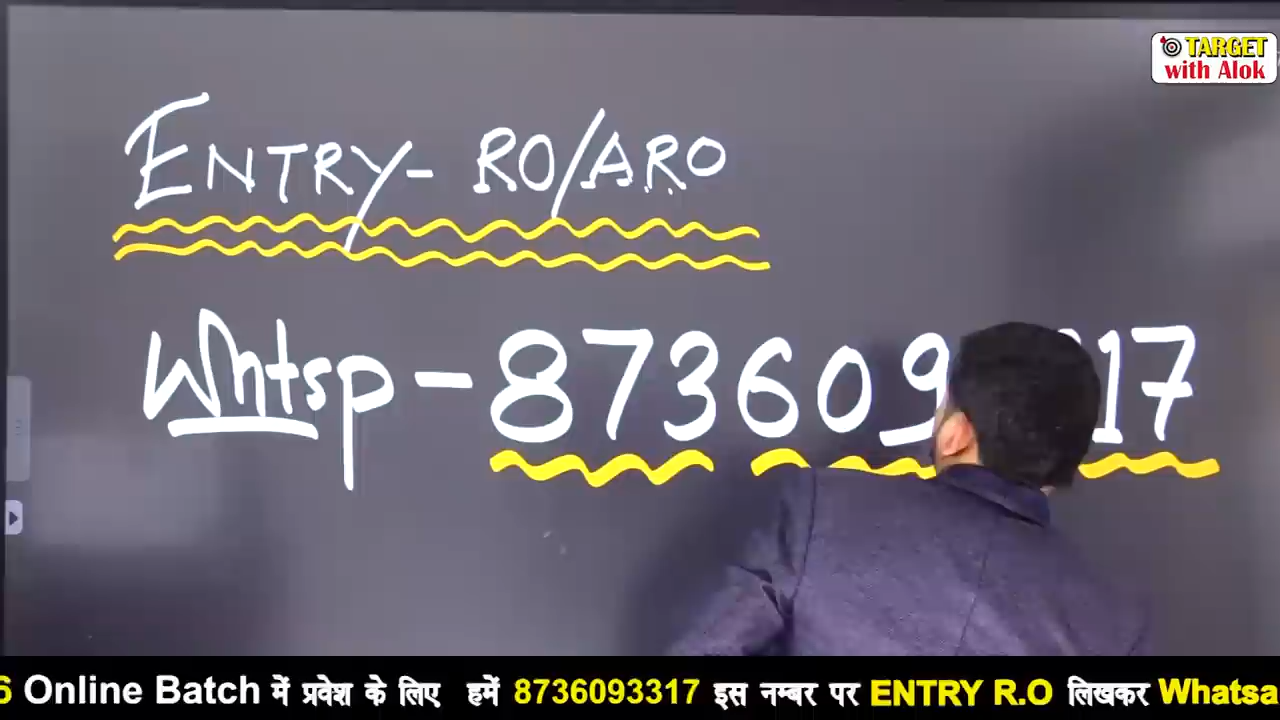 TARGET
with Alok
ENTRY- RO/ARO
Whtsp - 873609 17
6 Online Batch में प्रवेश के लिए हमें 8736093317 इस नम्बर पर ENTRY R.O लिखकर Whatsa